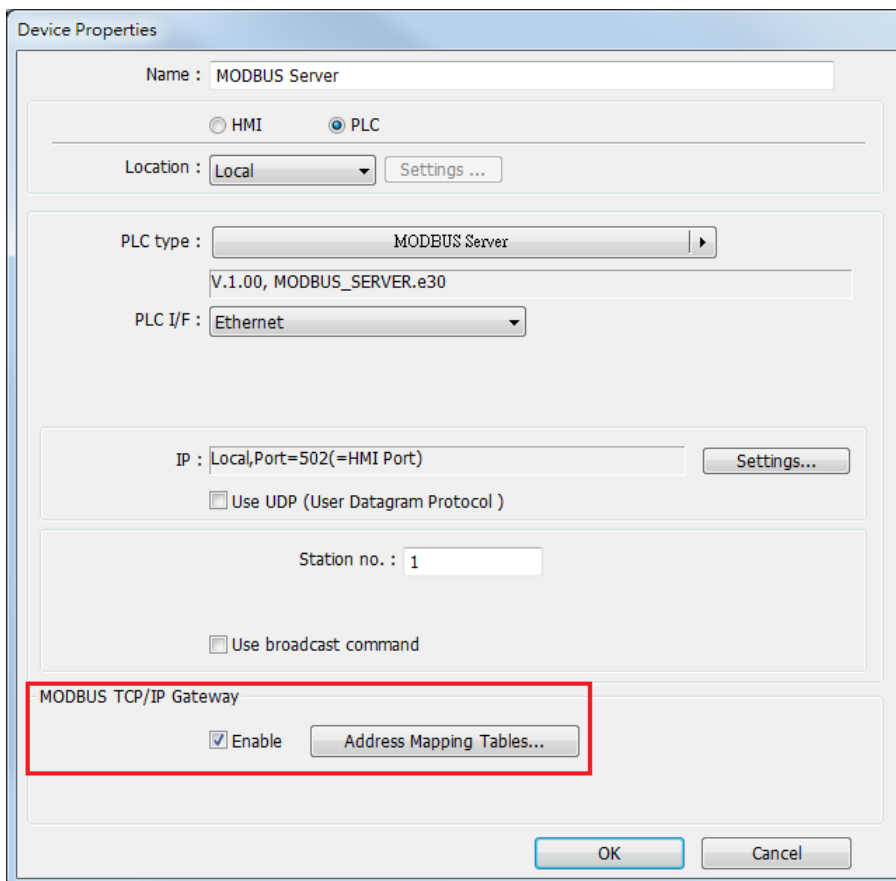 Device Properties
Name : MODBUS Server
HMI PLC
Location : Local Settings ...
PLC type : MODBUS Server
V.1.00, MODBUS_SERVER.e30
PLC I/F : Ethernet
IP : Local,Port=502(=HMI Port) Settings...
Use UDP (User Datagram Protocol )
Station no. : 1
Use broadcast command
MODBUS TCP/IP Gateway
Enable Address Mapping Tables...
OK Cancel